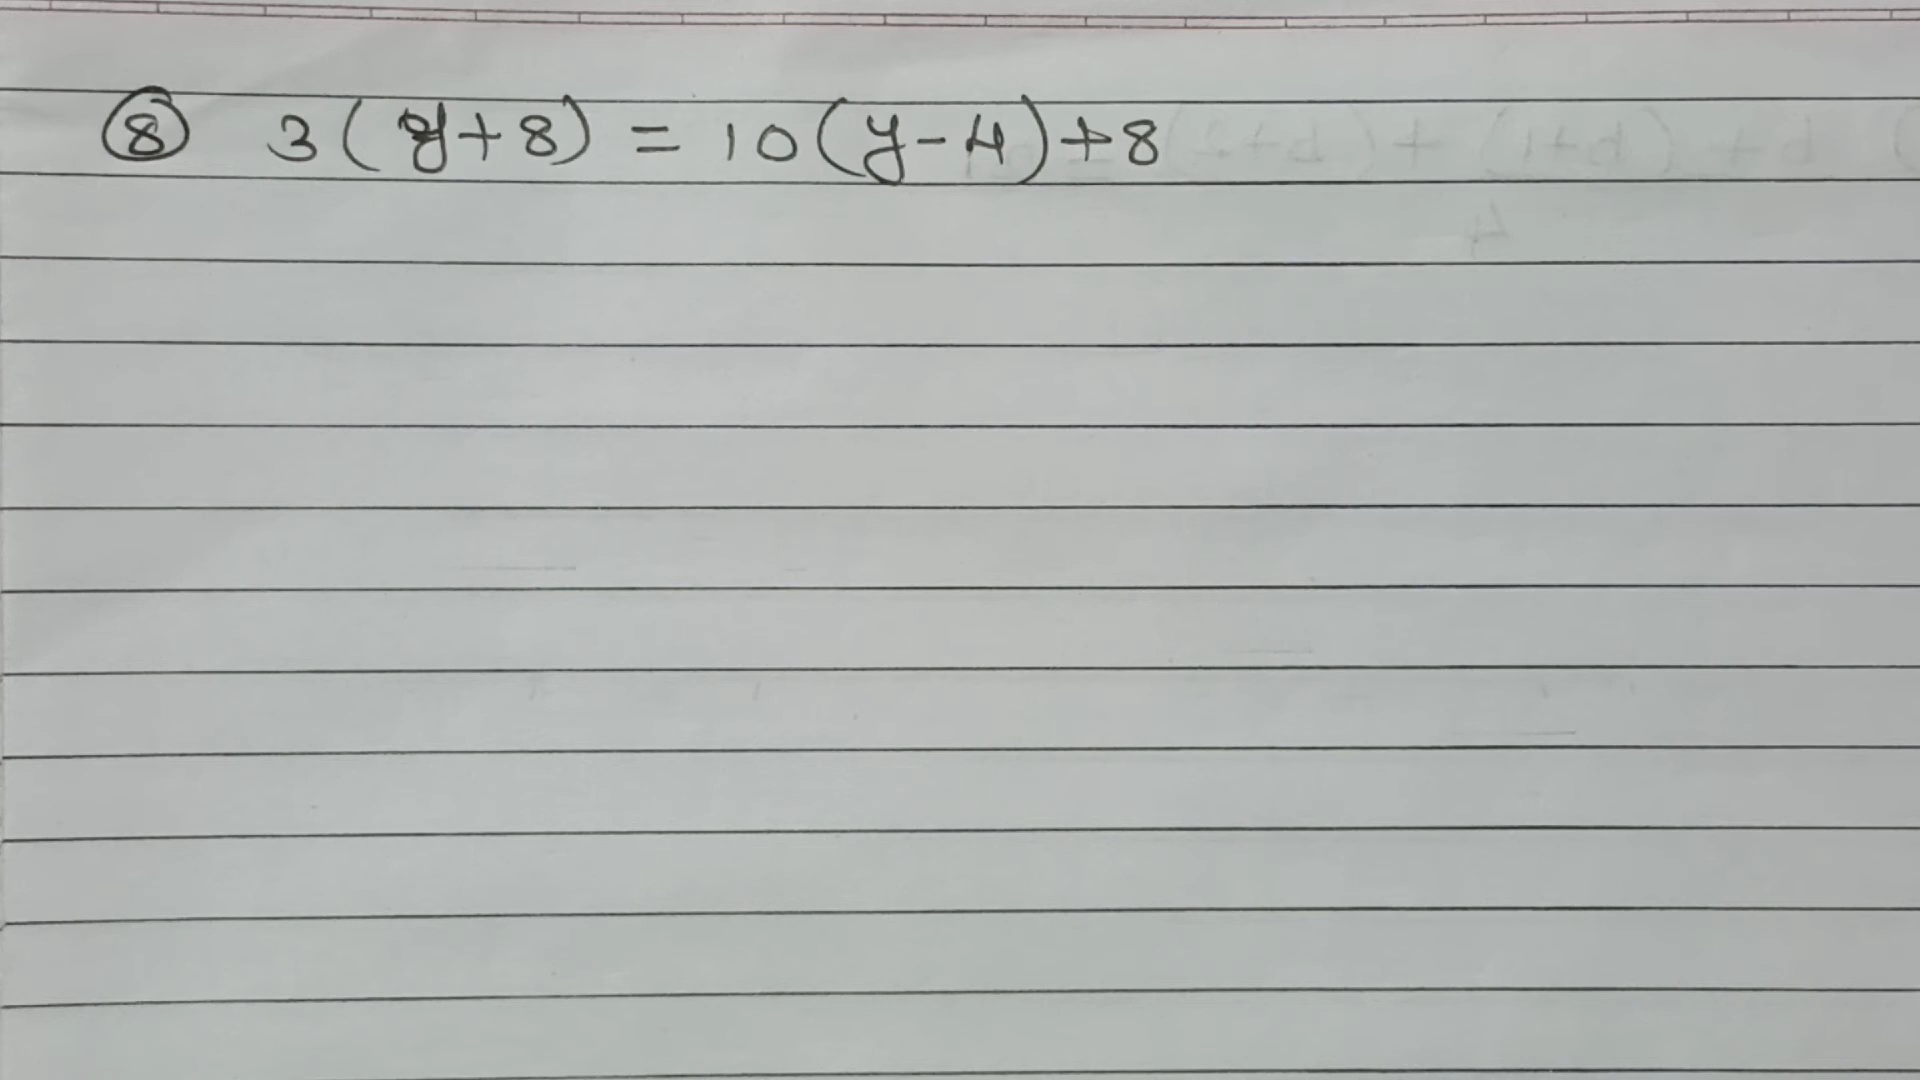 ⑧ 3(y+8) = 10(y-4)+8